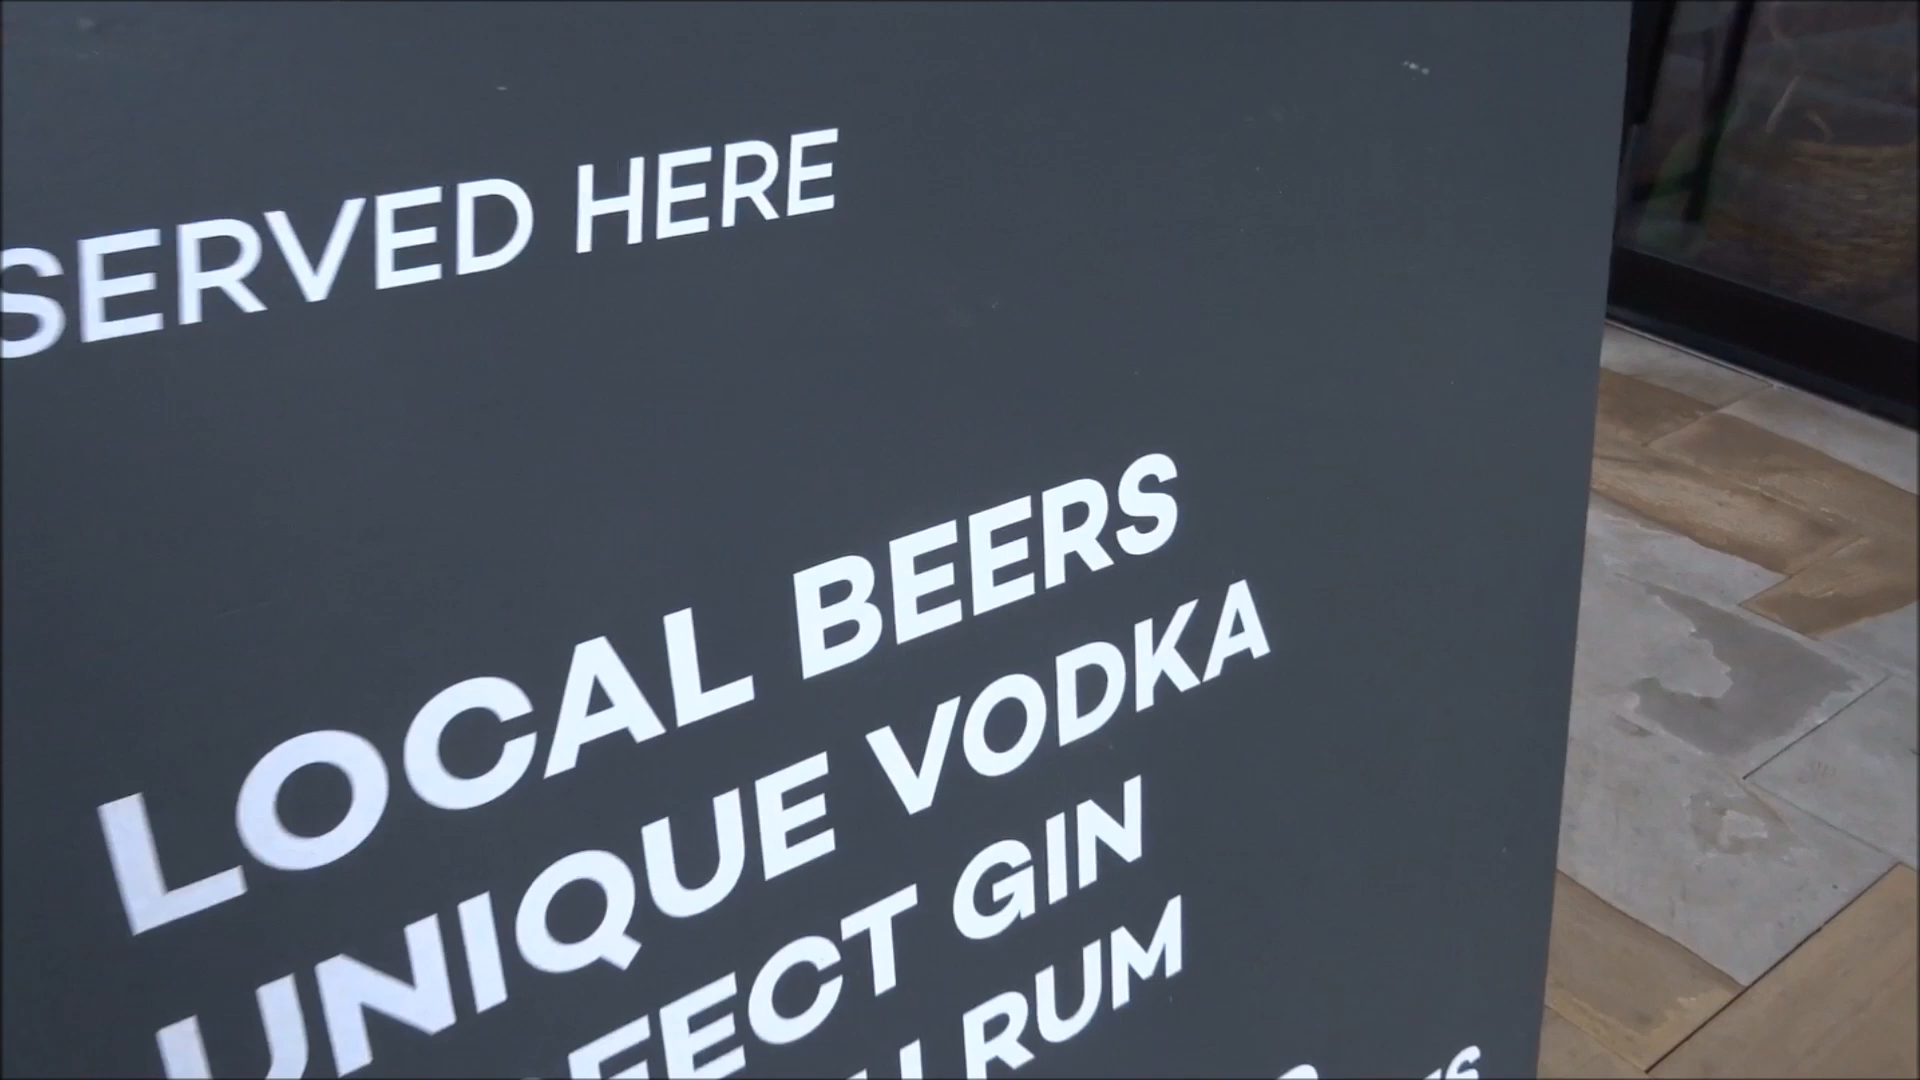 SERVED HERE
LOCAL BEERS
UNIQUE VODKA
GIN
RUM